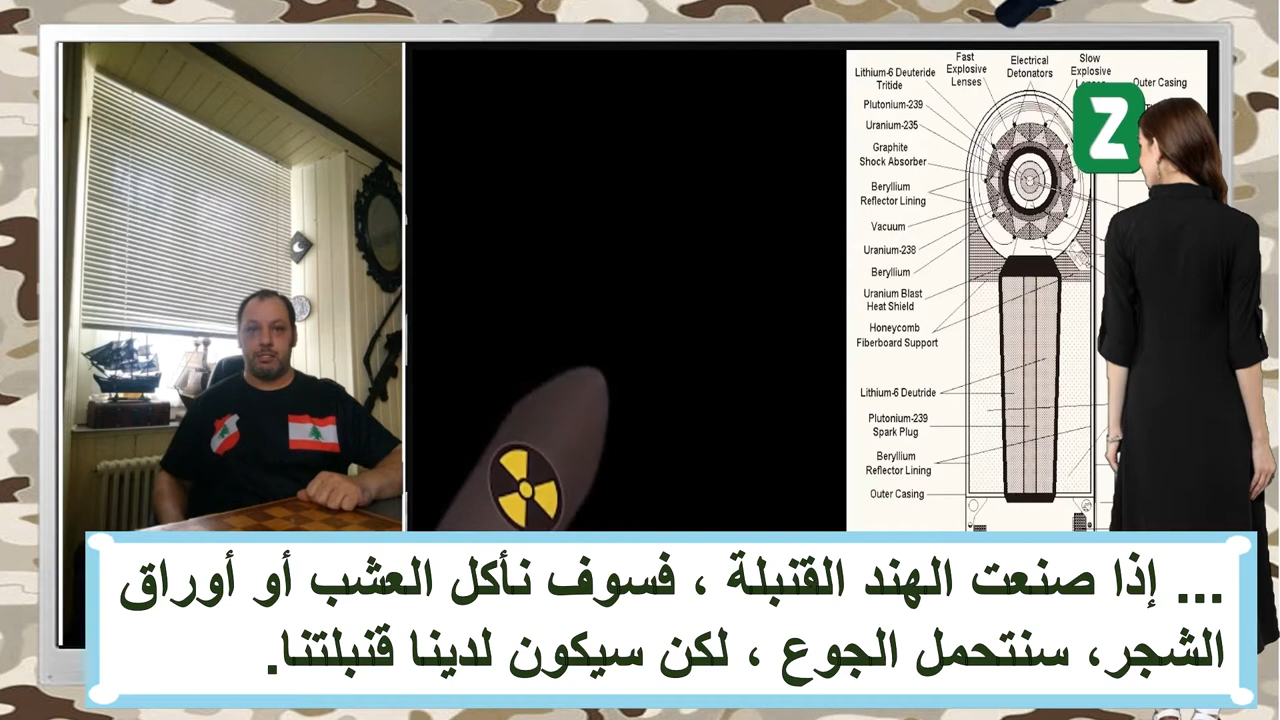 Fast
Explosive
Lenses
Electrical
Detonators
Slow
Explosive
Outer Casing
Lithium-6 Deuteride
Tritide
Plutonium-239
Uranium-235
Graphite
Shock Absorber
Beryllium
Reflector Lining
Vacuum
Uranium-238
Beryllium
Uranium Blast
Heat Shield
Honeycomb
Fiberboard Support
Lithium-6 Deutride
Plutonium-239
Spark Plug
Beryllium
Reflector Lining
Outer Casing
Z
... إذا صنعت الهند القنبلة ، فسوف نأكل العشب أو أوراق
الشجر، سنتحمل الجوع ، لكن سيكون لدينا قنبلتنا.